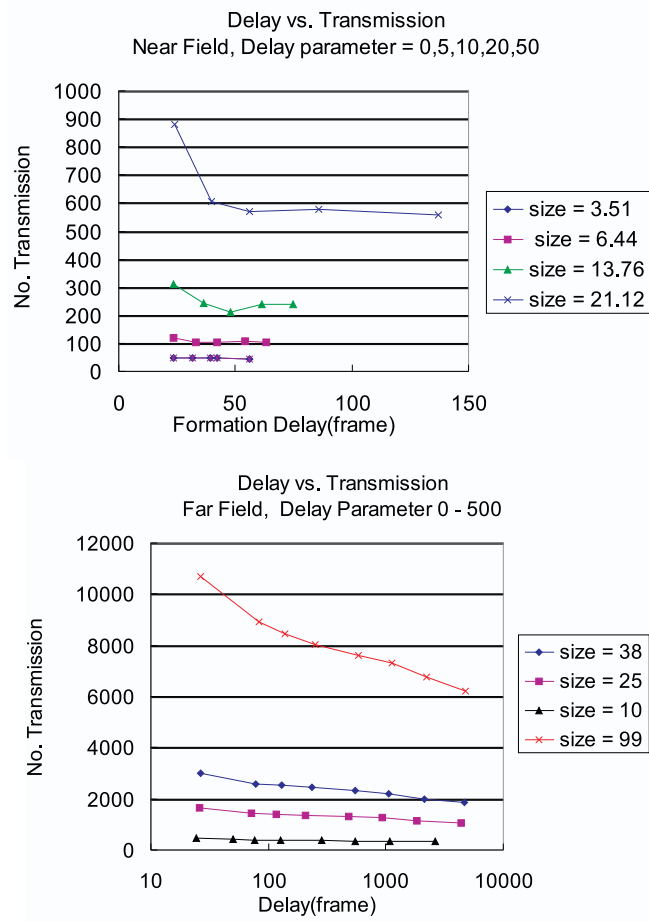 Delay vs. Transmission
Near Field, Delay parameter = 0,5,10,20,50
1000
900
800
700
600
500
400
300
200
100
0
No. Transmission
0 50 100 150
Formation Delay(frame)
size = 3.51
size = 6.44
size = 13.76
size = 21.12
Delay vs. Transmission
Far Field, Delay Parameter 0 - 500
12000
10000
8000
6000
4000
2000
0
No. Transmission
10 100 1000 10000
Delay(frame)
size = 38
size = 25
size = 10
size = 99